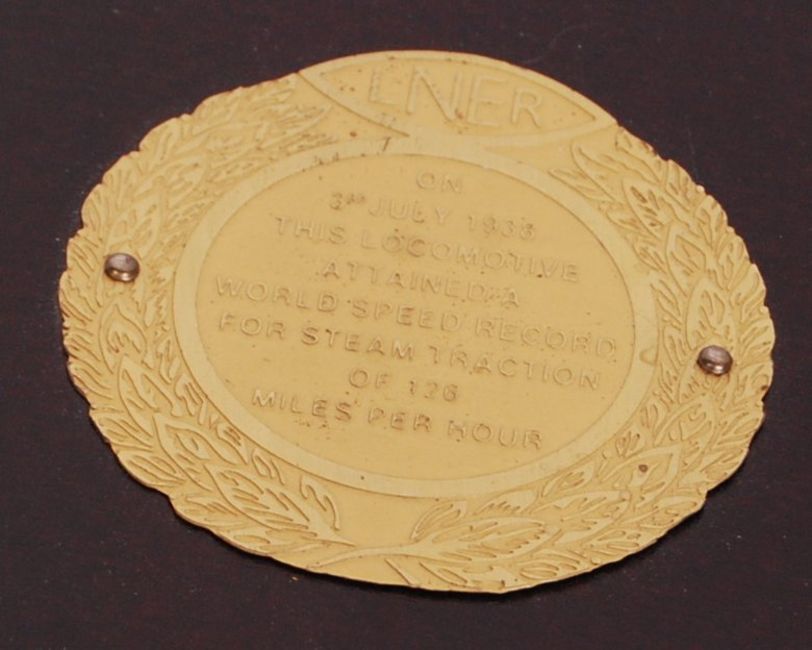 LNER
ON
3RD JULY 1938
THIS LOCOMOTIVE
ATTAINED A
WORLD SPEED RECORD
FOR STEAM TRACTION
OF 126
MILES PER HOUR